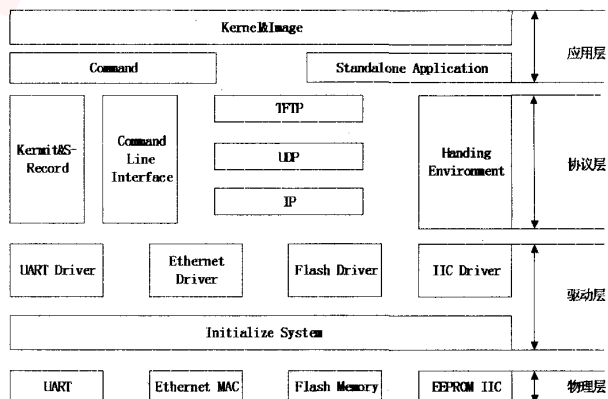 Kernel&Image
应用层
Command
Standalone Application
TFTP
Kermit&S-
Record
Command
Line
Interface
UDP
Handing
Environment
协议层
IP
UART Driver
Ethernet
Driver
Flash Driver
IIC Driver
驱动层
Initialize System
UART
Ethernet MAC
Flash Memory
EEPROM IIC
物理层